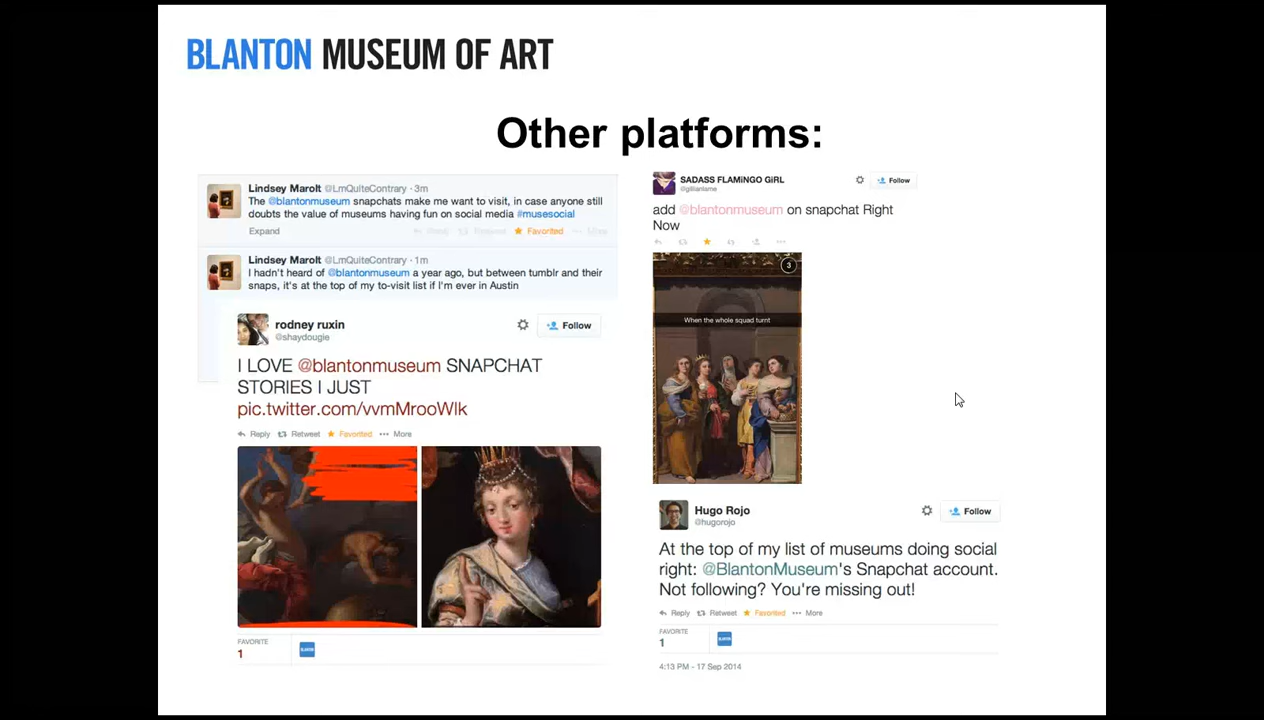 BLANTON MUSEUM OF ART
Other platforms:
Lindsey Marolt @LmQuiteContrary · 3m
The @blantonmuseum snapchats make me want to visit, in case anyone still
doubts the value of museums having fun on social media #musesocial
Expand
Reply Retweet Favorited More
Lindsey Marolt @LmQuiteContrary · 1m
I hadn't heard of @blantonmuseum a year ago, but between tumblr and their
snaps, it's at the top of my to-visit list if I'm ever in Austin
rodney ruxin
@shaydougie
Follow
I LOVE @blantonmuseum SNAPCHAT
STORIES I JUST
pic.twitter.com/vvmMrooWlk
Reply Retweet Favorited More
FAVORITE
1
BLANTON
SADASS FLAMiNGO GiRL
@gillianlame
Follow
add @blantonmuseum on snapchat Right
Now
3
When the whole squad turnt
Hugo Rojo
@hugorojo
Follow
At the top of my list of museums doing social
right: @BlantonMuseum's Snapchat account.
Not following? You're missing out!
Reply Retweet Favorited More
FAVORITE
1
BLANTON
4:13 PM - 17 Sep 2014